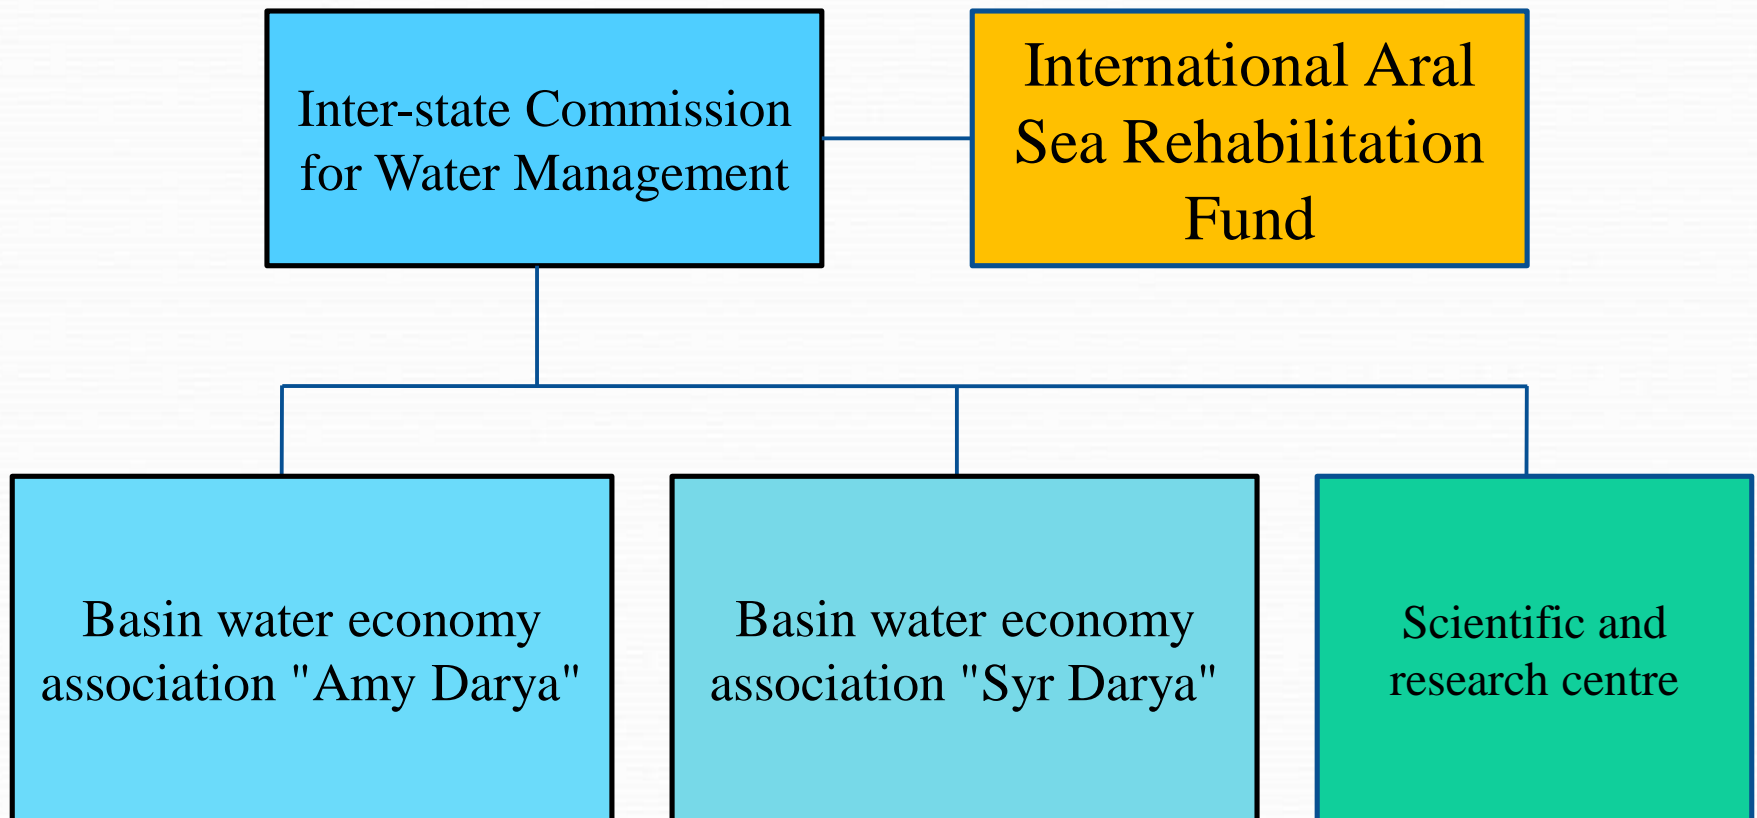 Inter-state Commission
for Water Management
International Aral
Sea Rehabilitation
Fund
Basin water economy
association "Amy Darya"
Basin water economy
association "Syr Darya"
Scientific and
research centre